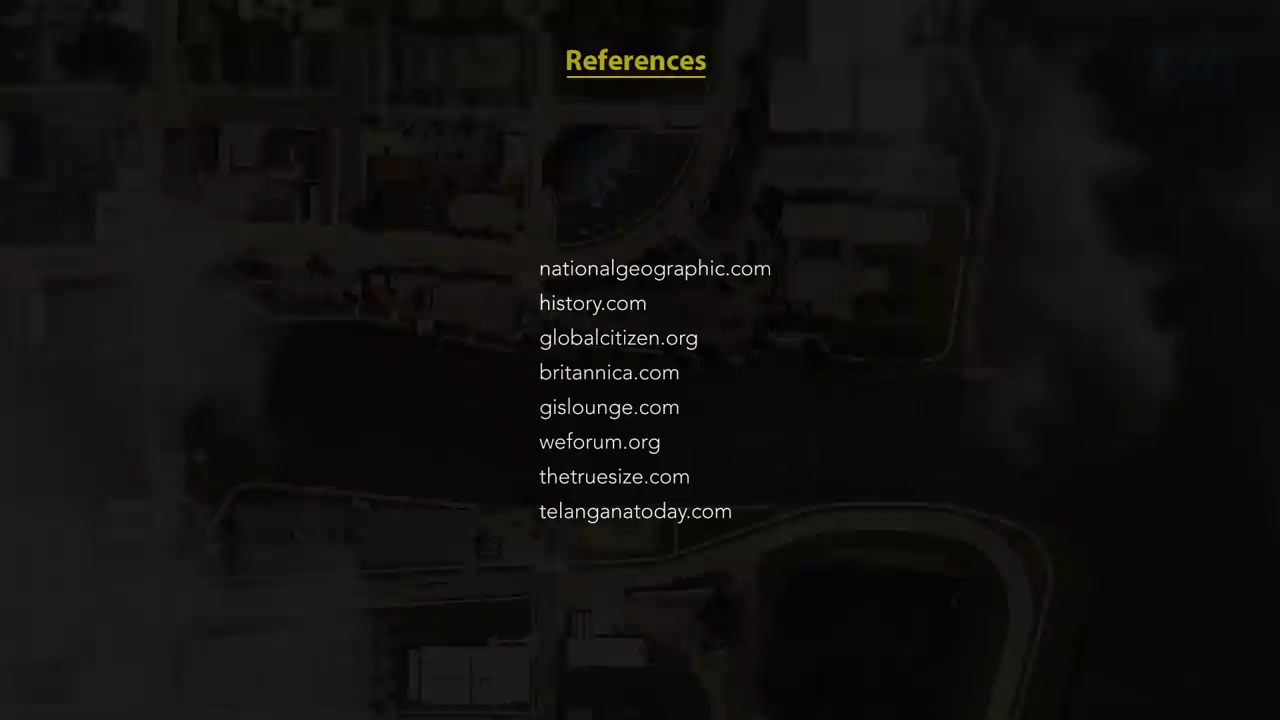 References
nationalgeographic.com
history.com
globalcitizen.org
britannica.com
gislounge.com
weforum.org
thetruesize.com
telanganatoday.com